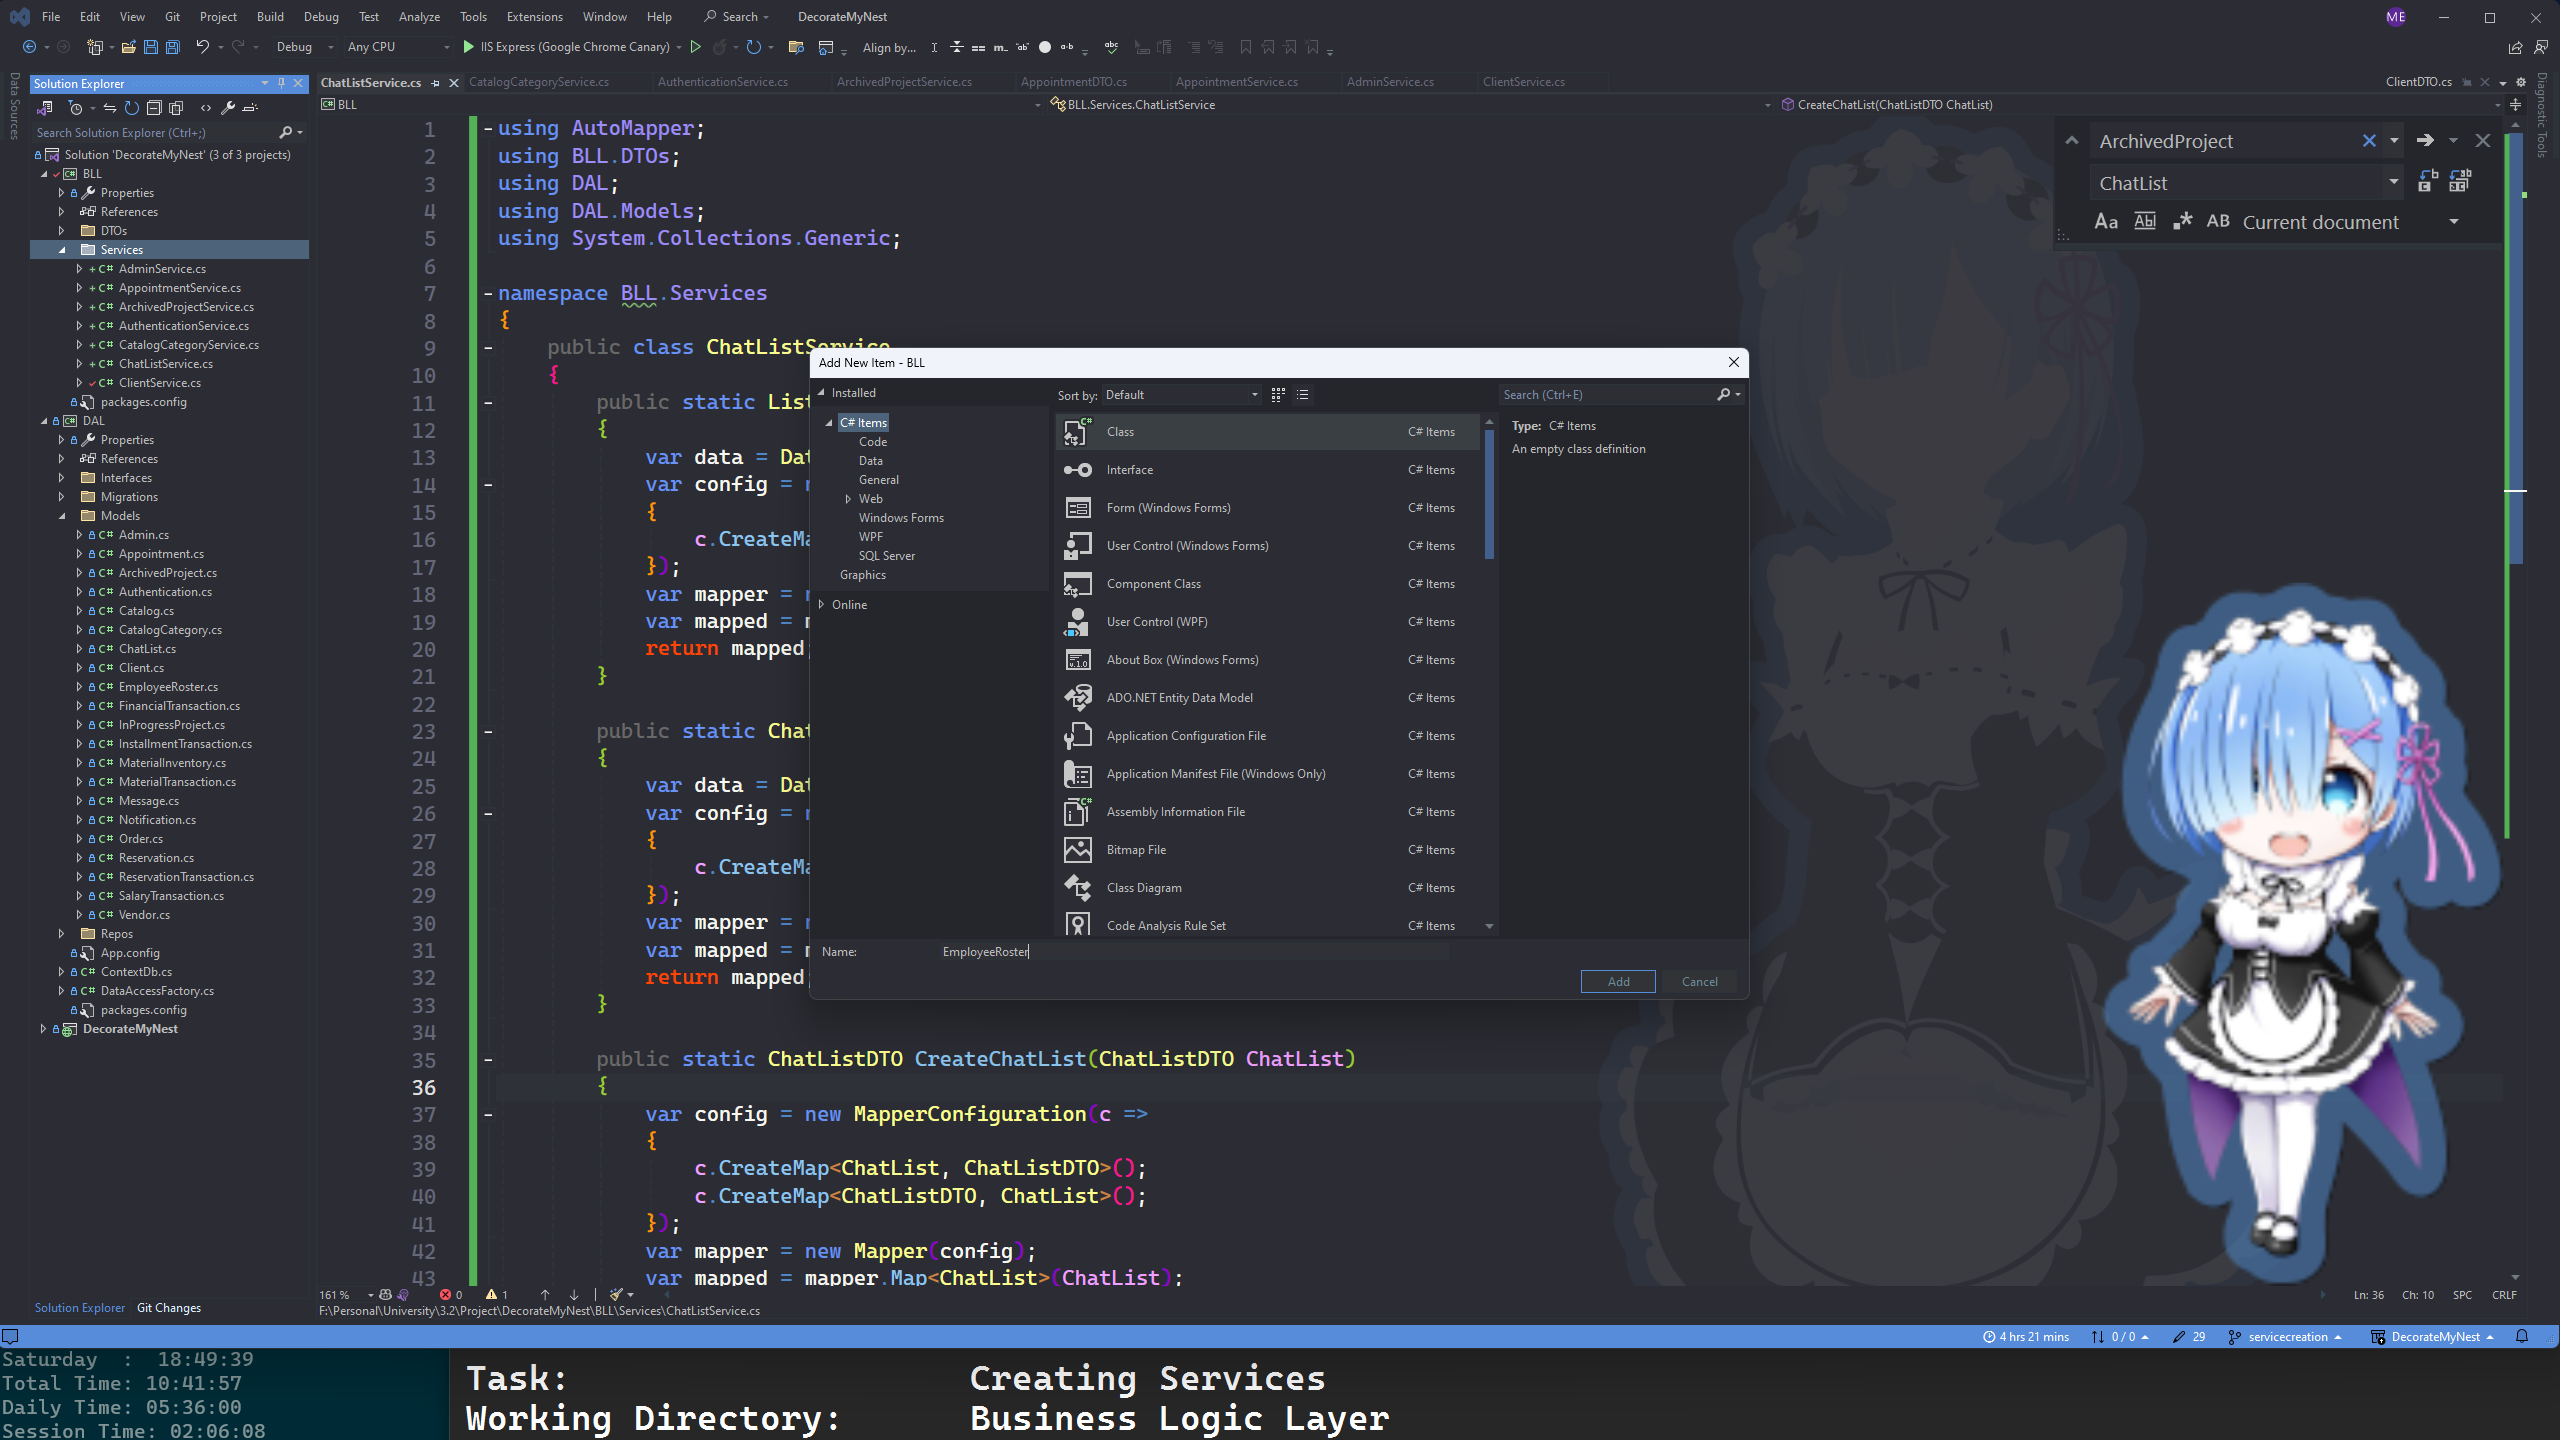 File Edit View Git Project Build Debug Test Analyze Tools Extensions Window Help Search DecorateMyNest ME
Debug Any CPU IIS Express (Google Chrome Canary) Align by...
Data Sources
Solution Explorer
Search Solution Explorer (Ctrl+;)
Solution 'DecorateMyNest' (3 of 3 projects)
BLL
Properties
References
DTOs
Services
AdminService.cs
AppointmentService.cs
ArchivedProjectService.cs
AuthenticationService.cs
CatalogCategoryService.cs
ChatListService.cs
ClientService.cs
packages.config
DAL
Properties
References
Interfaces
Migrations
Models
Admin.cs
Appointment.cs
ArchivedProject.cs
Authentication.cs
Catalog.cs
CatalogCategory.cs
ChatList.cs
Client.cs
EmployeeRoster.cs
FinancialTransaction.cs
InProgressProject.cs
InstallmentTransaction.cs
MaterialInventory.cs
MaterialTransaction.cs
Message.cs
Notification.cs
Order.cs
Reservation.cs
ReservationTransaction.cs
SalaryTransaction.cs
Vendor.cs
Repos
App.config
ContextDb.cs
DataAccessFactory.cs
packages.config
DecorateMyNest
Solution Explorer Git Changes
ChatListService.cs CatalogCategoryService.cs AuthenticationService.cs ArchivedProjectService.cs AppointmentDTO.cs AppointmentService.cs AdminService.cs ClientService.cs ClientDTO.cs
BLL BLL.Services.ChatListService CreateChatList(ChatListDTO ChatList)
Diagnostic Tools
ArchivedProject
ChatList
Aa Abl .* AB Current document
1 using AutoMapper;
2 using BLL.DTOs;
3 using DAL;
4 using DAL.Models;
5 using System.Collections.Generic;
6
7 namespace BLL.Services
8 {
9 public class ChatListService
10 {
11 public static List
12 {
13 var data = Dat
14 var config = n
15 {
16 c.CreateMa
17 });
18 var mapper = n
19 var mapped = m
20 return mapped;
21 }
22
23 public static Chat
24 {
25 var data = Dat
26 var config = n
27 {
28 c.CreateMa
29 });
30 var mapper = n
31 var mapped = m
32 return mapped;
33 }
34
35 public static ChatListDTO CreateChatList(ChatListDTO ChatList)
36 {
37 var config = new MapperConfiguration(c =>
38 {
39 c.CreateMap<ChatList, ChatListDTO>();
40 c.CreateMap<ChatListDTO, ChatList>();
41 });
42 var mapper = new Mapper(config);
43 var mapped = mapper.Map<ChatList>(ChatList);
Add New Item - BLL
Installed
C# Items
Code
Data
General
Web
Windows Forms
WPF
SQL Server
Graphics
Online
Sort by: Default
Search (Ctrl+E)
Class C# Items
Interface C# Items
Form (Windows Forms) C# Items
User Control (Windows Forms) C# Items
Component Class C# Items
User Control (WPF) C# Items
About Box (Windows Forms) C# Items
ADO.NET Entity Data Model C# Items
Application Configuration File C# Items
Application Manifest File (Windows Only) C# Items
Assembly Information File C# Items
Bitmap File C# Items
Class Diagram C# Items
Code Analysis Rule Set C# Items
Type: C# Items
An empty class definition
Name: EmployeeRoster
Add Cancel
161 % 0 1 Ln: 36 Ch: 10 SPC CRLF
F:\Personal\University\3.2\Project\DecorateMyNest\BLL\Services\ChatListService.cs
4 hrs 21 mins 0 / 0 29 servicecreation DecorateMyNest
Saturday : 18:49:39
Total Time: 10:41:57
Daily Time: 05:36:00
Session Time: 02:06:08
Task: Creating Services
Working Directory: Business Logic Layer